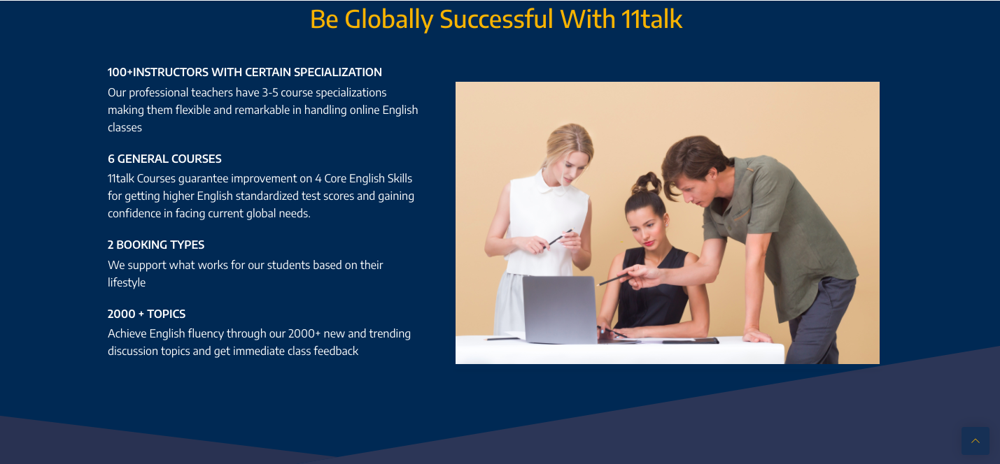 Be Globally Successful With 11talk
100+INSTRUCTORS WITH CERTAIN SPECIALIZATION
Our professional teachers have 3-5 course specializations
making them flexible and remarkable in handling online English
classes
6 GENERAL COURSES
11talk Courses guarantee improvement on 4 Core English Skills
for getting higher English standardized test scores and gaining
confidence in facing current global needs.
2 BOOKING TYPES
We support what works for our students based on their
lifestyle
2000 + TOPICS
Achieve English fluency through our 2000+ new and trending
discussion topics and get immediate class feedback